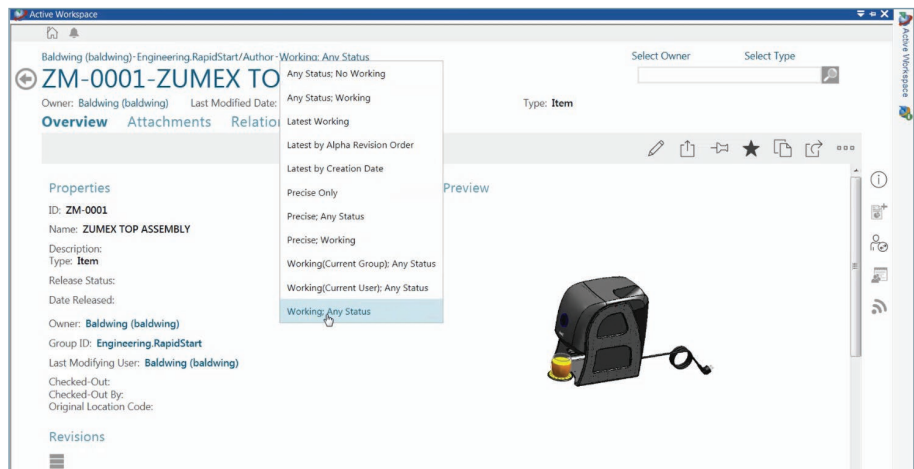 Active Workspace
Baldwing (baldwing)-Engineering.RapidStart/Author-Working; Any Status
Select Owner
Select Type
ZM-0001-ZUMEX TO
Owner: Baldwing (baldwing)
Last Modified Date:
Type: Item
Overview
Attachments
Relation
Any Status; No Working
Any Status; Working
Latest Working
Latest by Alpha Revision Order
Latest by Creation Date
Precise Only
Precise; Any Status
Precise; Working
Working(Current Group); Any Status
Working(Current User); Any Status
Working; Any Status
Properties
Preview
ID: ZM-0001
Name: ZUMEX TOP ASSEMBLY
Description:
Type: Item
Release Status:
Date Released:
Owner: Baldwing (baldwing)
Group ID: Engineering.RapidStart
Last Modifying User: Baldwing (baldwing)
Checked-Out:
Checked-Out By:
Original Location Code:
Revisions
Active Workspace